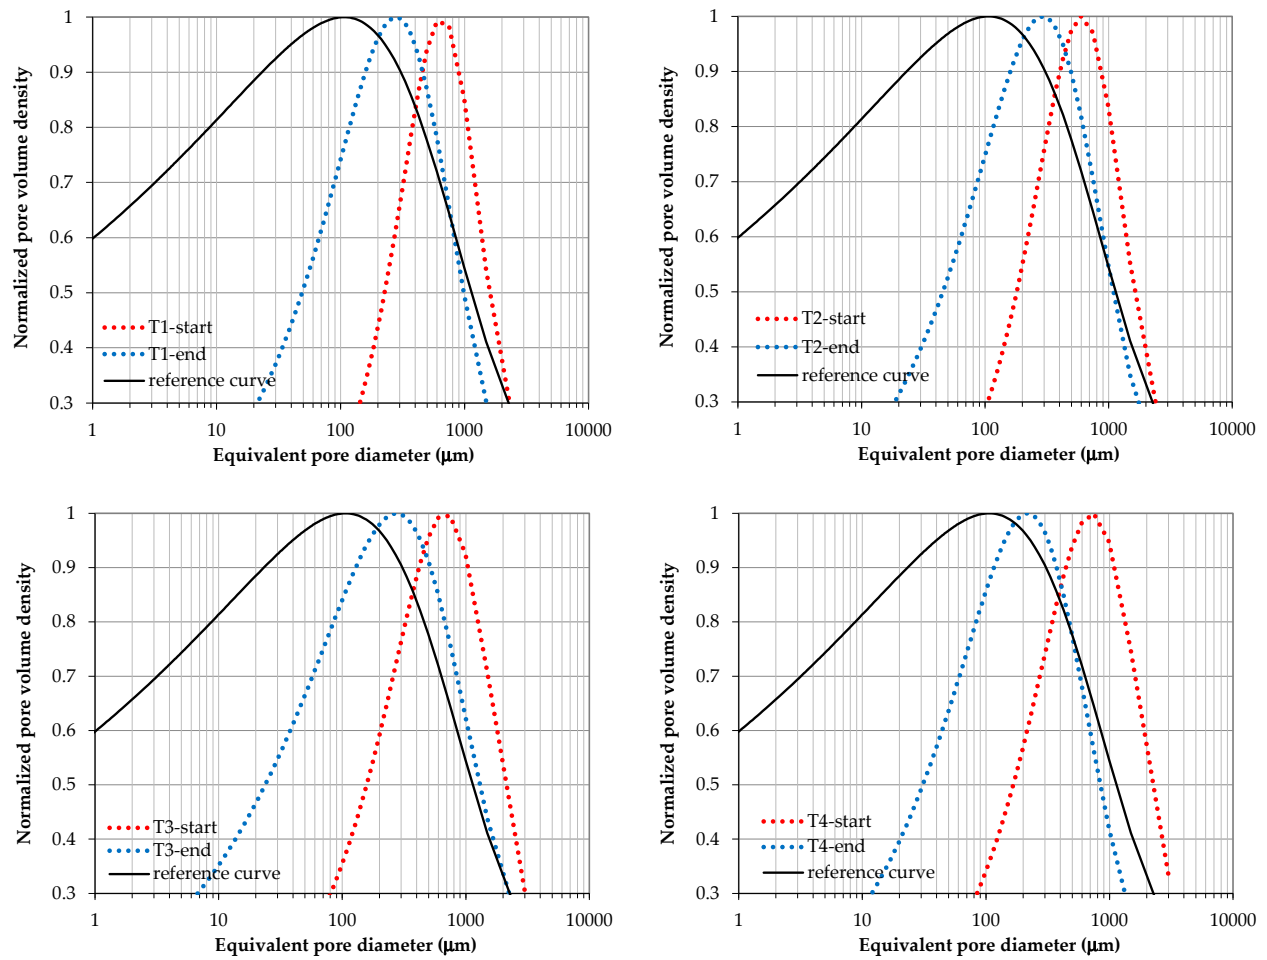 Normalized pore volume density
1
0.9
0.8
0.7
0.6
0.5
0.4
0.3
T1-start
T1-end
reference curve
1 10 100 1000 10000
Equivalent pore diameter (μm)
Normalized pore volume density
1
0.9
0.8
0.7
0.6
0.5
0.4
0.3
T2-start
T2-end
reference curve
1 10 100 1000 10000
Equivalent pore diameter (μm)
Normalized pore volume density
1
0.9
0.8
0.7
0.6
0.5
0.4
0.3
T3-start
T3-end
reference curve
1 10 100 1000 10000
Equivalent pore diameter (μm)
Normalized pore volume density
1
0.9
0.8
0.7
0.6
0.5
0.4
0.3
T4-start
T4-end
reference curve
1 10 100 1000 10000
Equivalent pore diameter (μm)